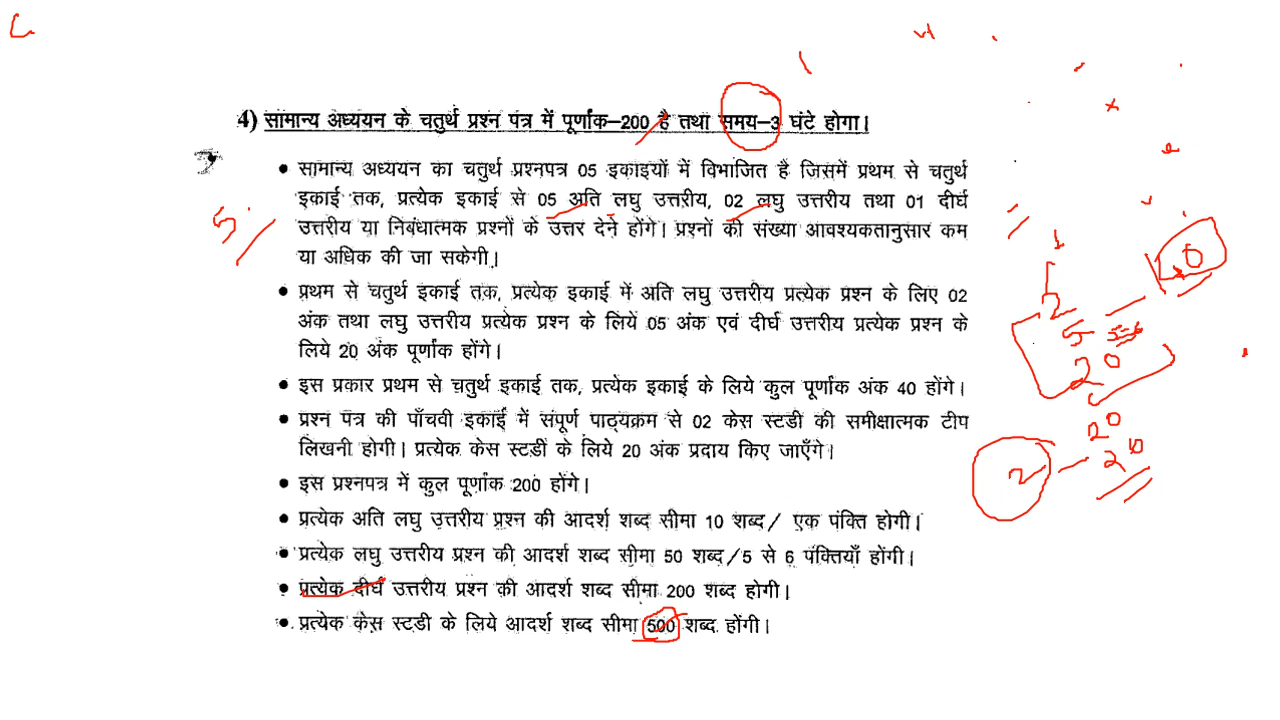 4) सामान्य अध्ययन के चतुर्थ प्रश्न पत्र में पूर्णांक–200 है तथा समय–3 घंटे होगा।
• सामान्य अध्ययन का चतुर्थ प्रश्नपत्र 05 इकाइयों में विभाजित है जिसमें प्रथम से चतुर्थ
इकाई तक, प्रत्येक इकाई से 05 अति लघु उत्तरीय, 02 लघु उत्तरीय तथा 01 दीर्घ
उत्तरीय या निबंधात्मक प्रश्नों के उत्तर देने होंगे। प्रश्नों की संख्या आवश्यकतानुसार कम
या अधिक की जा सकेगी।
5
• प्रथम से चतुर्थ इकाई तक, प्रत्येक इकाई में अति लघु उत्तरीय प्रत्येक प्रश्न के लिए 02
अंक तथा लघु उत्तरीय प्रत्येक प्रश्न के लिये 05 अंक एवं दीर्घ उत्तरीय प्रत्येक प्रश्न के
लिये 20 अंक पूर्णांक होंगे।
• इस प्रकार प्रथम से चतुर्थ इकाई तक, प्रत्येक इकाई के लिये कुल पूर्णांक अंक 40 होंगे।
• प्रश्न पत्र की पाँचवी इकाई में संपूर्ण पाठ्यक्रम से 02 केस स्टडी की समीक्षात्मक टीप
लिखनी होगी। प्रत्येक केस स्टडी के लिये 20 अंक प्रदाय किए जाएँगे।
• इस प्रश्नपत्र में कुल पूर्णांक 200 होंगे।
• प्रत्येक अति लघु उत्तरीय प्रश्न की आदर्श शब्द सीमा 10 शब्द/ एक पंक्ति होगी।
• प्रत्येक लघु उत्तरीय प्रश्न की आदर्श शब्द सीमा 50 शब्द/5 से 6 पंक्तियाँ होंगी।
• प्रत्येक दीर्घ उत्तरीय प्रश्न की आदर्श शब्द सीमा 200 शब्द होगी।
• प्रत्येक केस स्टडी के लिये आदर्श शब्द सीमा 500 शब्द होंगी।
2
5
20
20
2